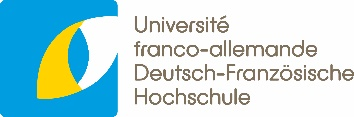 Université
franco-allemande
Deutsch-Französische
Hochschule